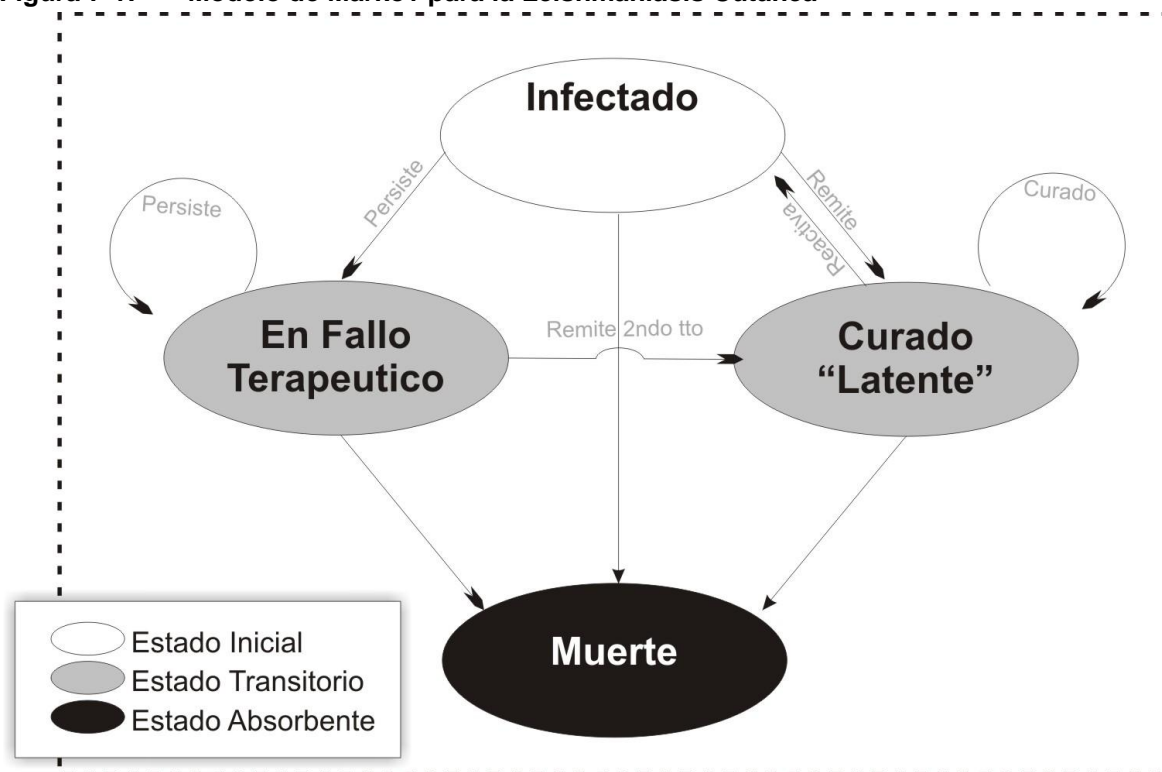 Infectado
Persiste
Remite
Reactiva
Persiste
Curado
En Fallo
Terapeutico
Remite 2ndo tto
Curado
“Latente”
Muerte
Estado Inicial
Estado Transitorio
Estado Absorbente